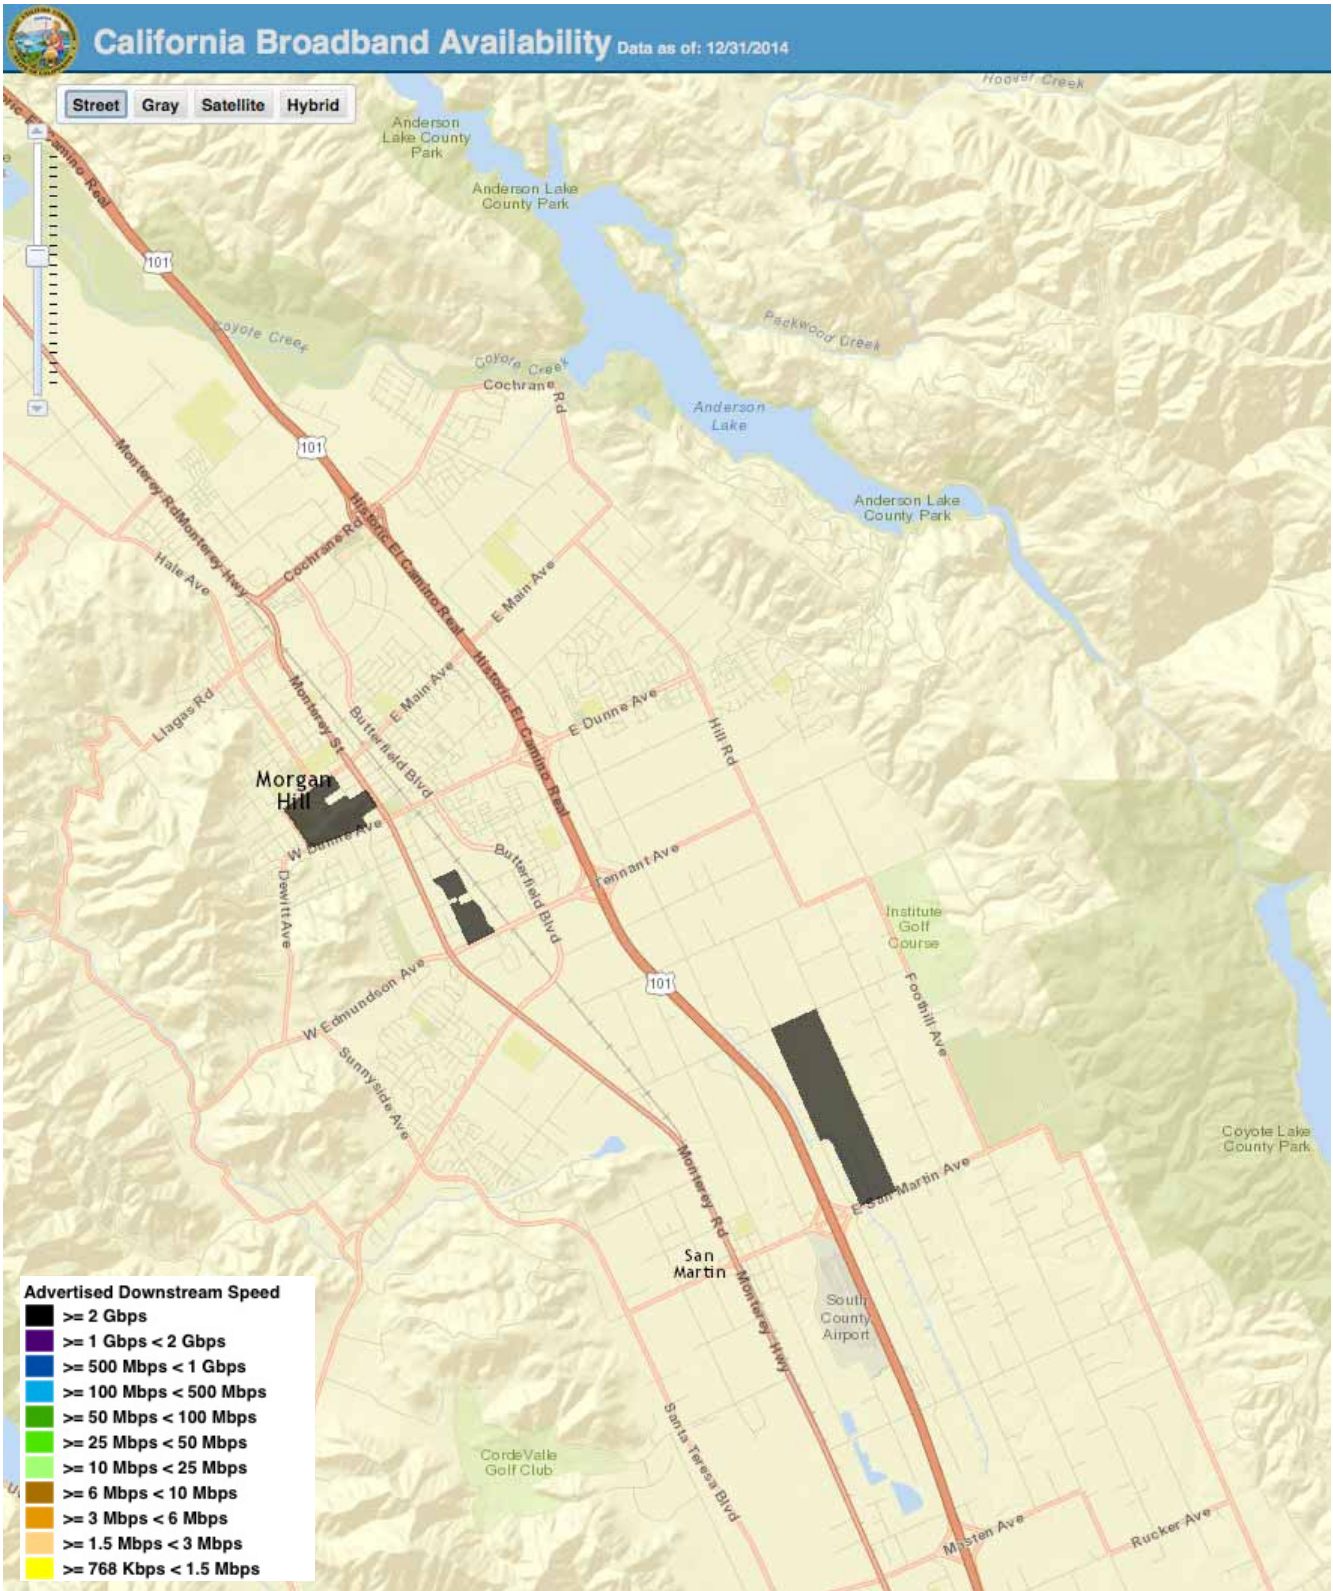 California Broadband Availability Data as of: 12/31/2014
Street Gray Satellite Hybrid
Hoover Creek
Anderson
Lake County
Park
Camino Real
Anderson Lake
County Park
101
Coyote Creek
Packwood Creek
Coyote Creek
Cochrane Rd
Anderson
Lake
101
Monterey Rd
Monterey Hwy
Historic El Camino Real
Anderson Lake
County Park
Cochrane Rd
Hale Ave
E Main Ave
Historic El Camino Real
E Main Ave
Monterey St
Llagas Rd
Butterfield Blvd
E Dunne Ave
Hill Rd
Morgan
Hill
W Dunne Ave
Butterfield Blvd
Tennant Ave
Dewitt Ave
Institute
Golf
Course
W Edmundson Ave
101
Foothill Ave
Sunnyside Ave
Coyote Lake
County Park
Monterey Rd
E San Martin Ave
San
Martin
Monterey Hwy
South
County
Airport
Santa Teresa Blvd
CordeValle
Golf Club
Masten Ave
Rucker Ave
Advertised Downstream Speed
>= 2 Gbps
>= 1 Gbps < 2 Gbps
>= 500 Mbps < 1 Gbps
>= 100 Mbps < 500 Mbps
>= 50 Mbps < 100 Mbps
>= 25 Mbps < 50 Mbps
>= 10 Mbps < 25 Mbps
>= 6 Mbps < 10 Mbps
>= 3 Mbps < 6 Mbps
>= 1.5 Mbps < 3 Mbps
>= 768 Kbps < 1.5 Mbps